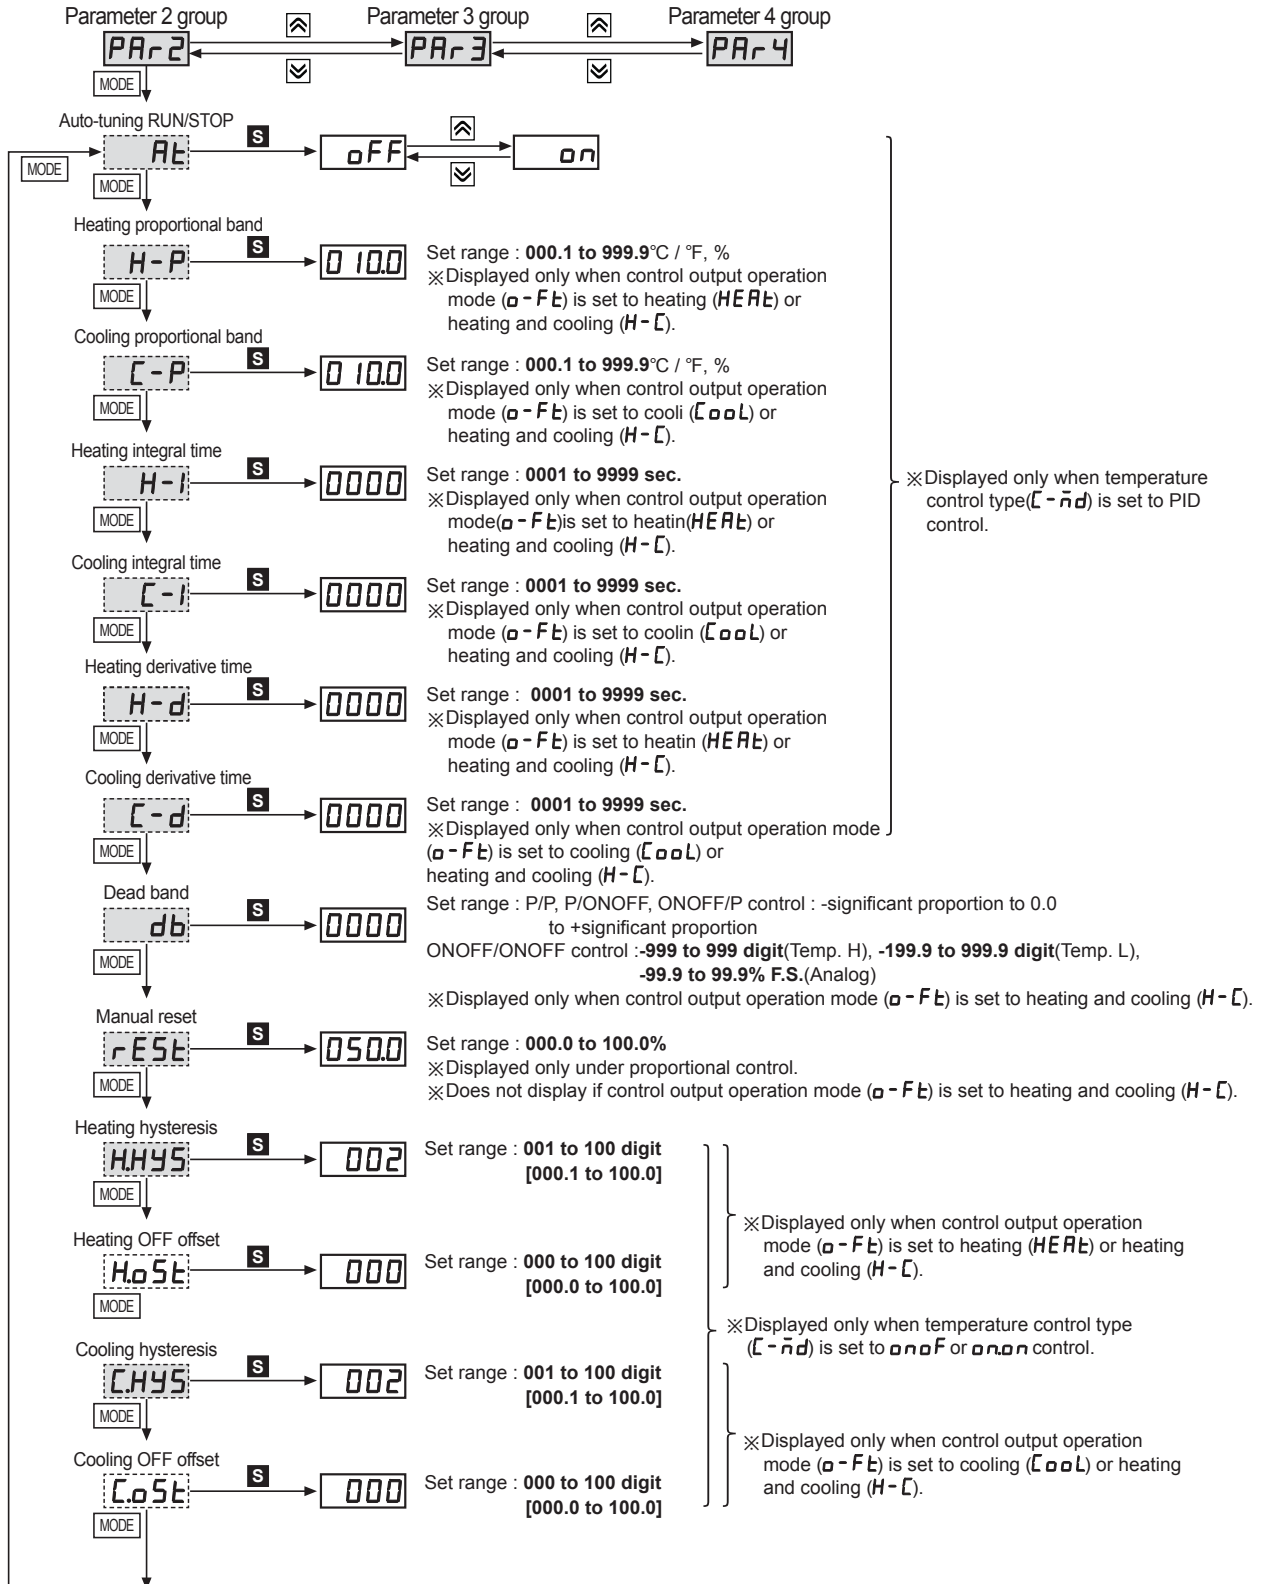 Parameter 2 group Parameter 3 group Parameter 4 group
PAr2 PAr3 PAr4
MODE
Auto-tuning RUN/STOP
MODE At S oFF on
MODE
Heating proportional band
H-P S 010.0 Set range : 000.1 to 999.9°C / °F, %
※Displayed only when control output operation
MODE mode (o-Ft) is set to heating (HEAt) or
heating and cooling (H-C).
Cooling proportional band
C-P S 010.0 Set range : 000.1 to 999.9°C / °F, %
※Displayed only when control output operation
MODE mode (o-Ft) is set to cooli (CooL) or
heating and cooling (H-C).
Heating integral time
H-I S 0000 Set range : 0001 to 9999 sec.
※Displayed only when control output operation
MODE mode(o-Ft)is set to heatin(HEAt) or
heating and cooling (H-C).
※Displayed only when temperature
control type(C-nd) is set to PID
control.
Cooling integral time
C-I S 0000 Set range : 0001 to 9999 sec.
※Displayed only when control output operation
MODE mode (o-Ft) is set to coolin (CooL) or
heating and cooling (H-C).
Heating derivative time
H-d S 0000 Set range : 0001 to 9999 sec.
※Displayed only when control output operation
MODE mode (o-Ft) is set to heatin (HEAt) or
heating and cooling (H-C).
Cooling derivative time
C-d S 0000 Set range : 0001 to 9999 sec.
※Displayed only when control output operation mode
MODE (o-Ft) is set to cooling (CooL) or
heating and cooling (H-C).
Dead band
db S 0000 Set range : P/P, P/ONOFF, ONOFF/P control : -significant proportion to 0.0
to +significant proportion
MODE ONOFF/ONOFF control :-999 to 999 digit(Temp. H), -199.9 to 999.9 digit(Temp. L),
-99.9 to 99.9% F.S.(Analog)
※Displayed only when control output operation mode (o-Ft) is set to heating and cooling (H-C).
Manual reset
rESt S 050.0 Set range : 000.0 to 100.0%
※Displayed only under proportional control.
MODE ※Does not display if control output operation mode (o-Ft) is set to heating and cooling (H-C).
Heating hysteresis
H.HYS S 002 Set range : 001 to 100 digit
[000.1 to 100.0]
MODE
Heating OFF offset
H.oSt S 000 Set range : 000 to 100 digit
[000.0 to 100.0]
MODE
※Displayed only when control output operation
mode (o-Ft) is set to heating (HEAt) or heating
and cooling (H-C).
※Displayed only when temperature control type
(C-nd) is set to onoF or on.on control.
Cooling hysteresis
C.HYS S 002 Set range : 001 to 100 digit
[000.1 to 100.0]
MODE
Cooling OFF offset
C.oSt S 000 Set range : 000 to 100 digit
[000.0 to 100.0]
MODE
※Displayed only when control output operation
mode (o-Ft) is set to cooling (CooL) or heating
and cooling (H-C).